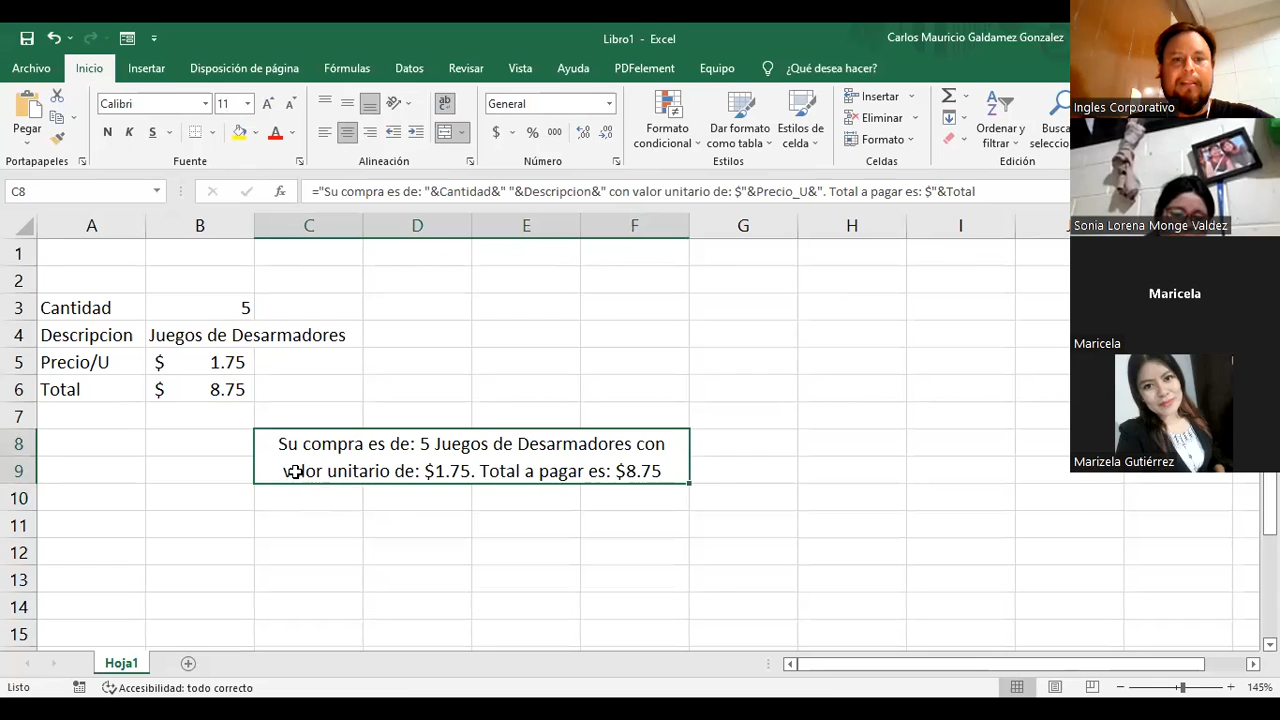 Libro1 - Excel
Carlos Mauricio Galdamez Gonzalez
Archivo Inicio Insertar Disposición de página Fórmulas Datos Revisar Vista Ayuda PDFelement Equipo ¿Qué desea hacer?
Pegar
Calibri 11
N K S
ab
General
$ % 000
Formato condicional
Dar formato como tabla
Estilos de celda
Insertar
Eliminar
Formato
Ordenar y filtrar
Portapapeles Fuente Alineación Número Estilos Celdas Edición
C8 fx ="Su compra es de: "&Cantidad&" "&Descripcion&" con valor unitario de: $"&Precio_U&". Total a pagar es: $"&Total
A B C D E F G H I
1
2
3 Cantidad 5
4 Descripcion Juegos de Desarmadores
5 Precio/U $ 1.75
6 Total $ 8.75
7
8 Su compra es de: 5 Juegos de Desarmadores con
9 valor unitario de: $1.75. Total a pagar es: $8.75
10
11
12
13
14
15
Hoja1
Listo Accesibilidad: todo correcto 145%
Ingles Corporativo
Sonia Lorena Monge Valdez
Maricela
Maricela
Marizela Gutiérrez